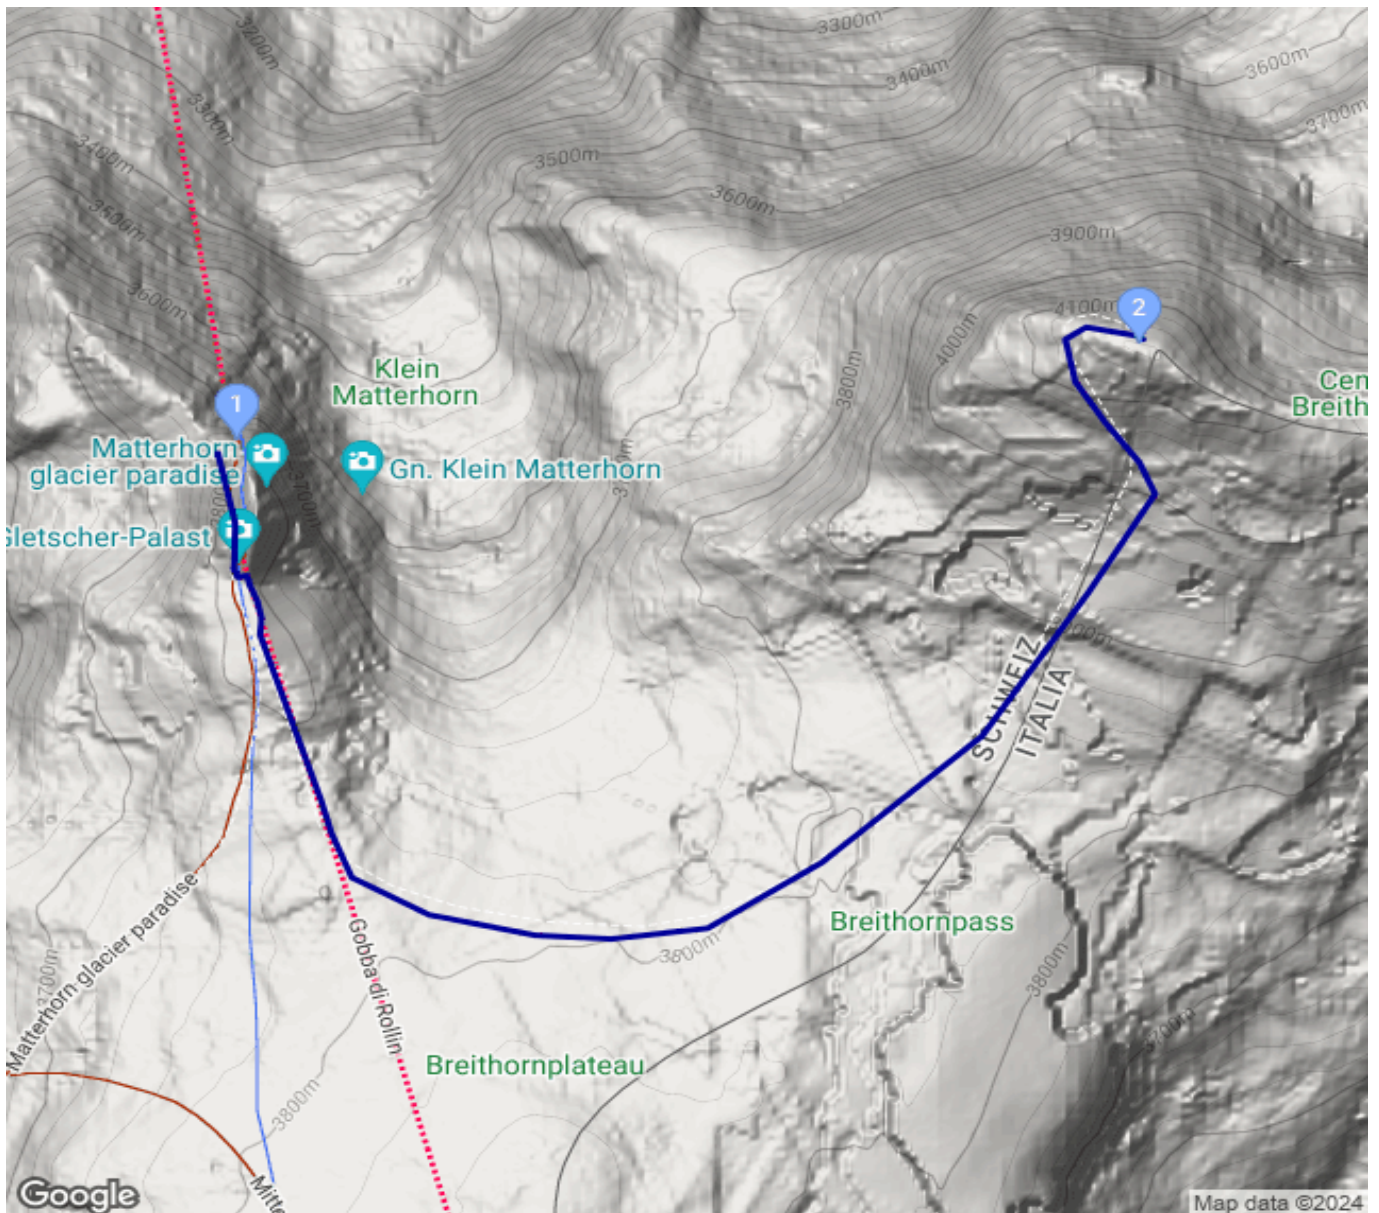 3200m
3300m
3400m
3500m
3600m
3300m
3400m
3500m
3600m
3600m
3700m
3900m
4100m
2
4000m
3800m
Klein
Matterhorn
Cen
Breith
1
Matterhorn
glacier paradise
Gn. Klein Matterhorn
3700m
Gletscher-Palast
SCHWEIZ
ITALIA
Matterhorn glacier paradise
3700m
Gobba di Rollin
3800m
Breithornpass
3800m
3700m
Breithornplateau
3800m
Mitte
Google
Map data ©2024